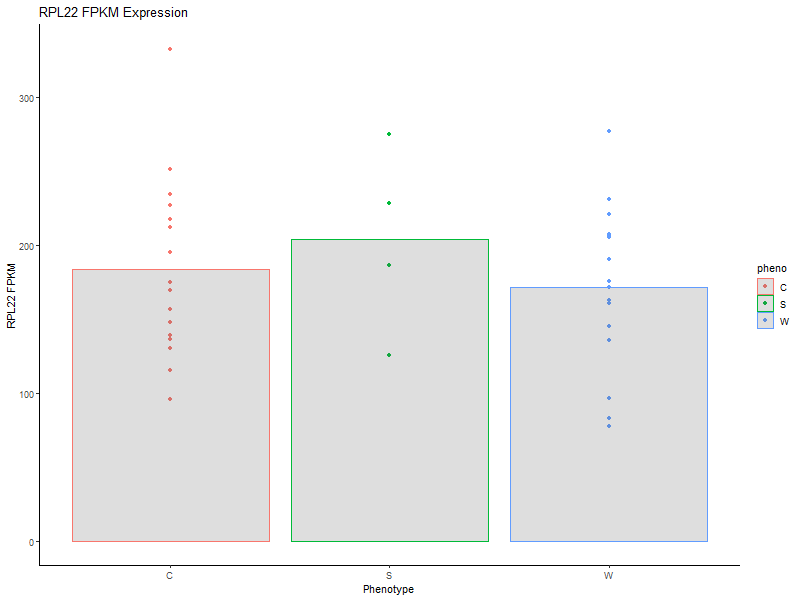 RPL22 FPKM Expression
300
200
100
0
RPL22 FPKM
C
S
W
Phenotype
pheno
C
S
W